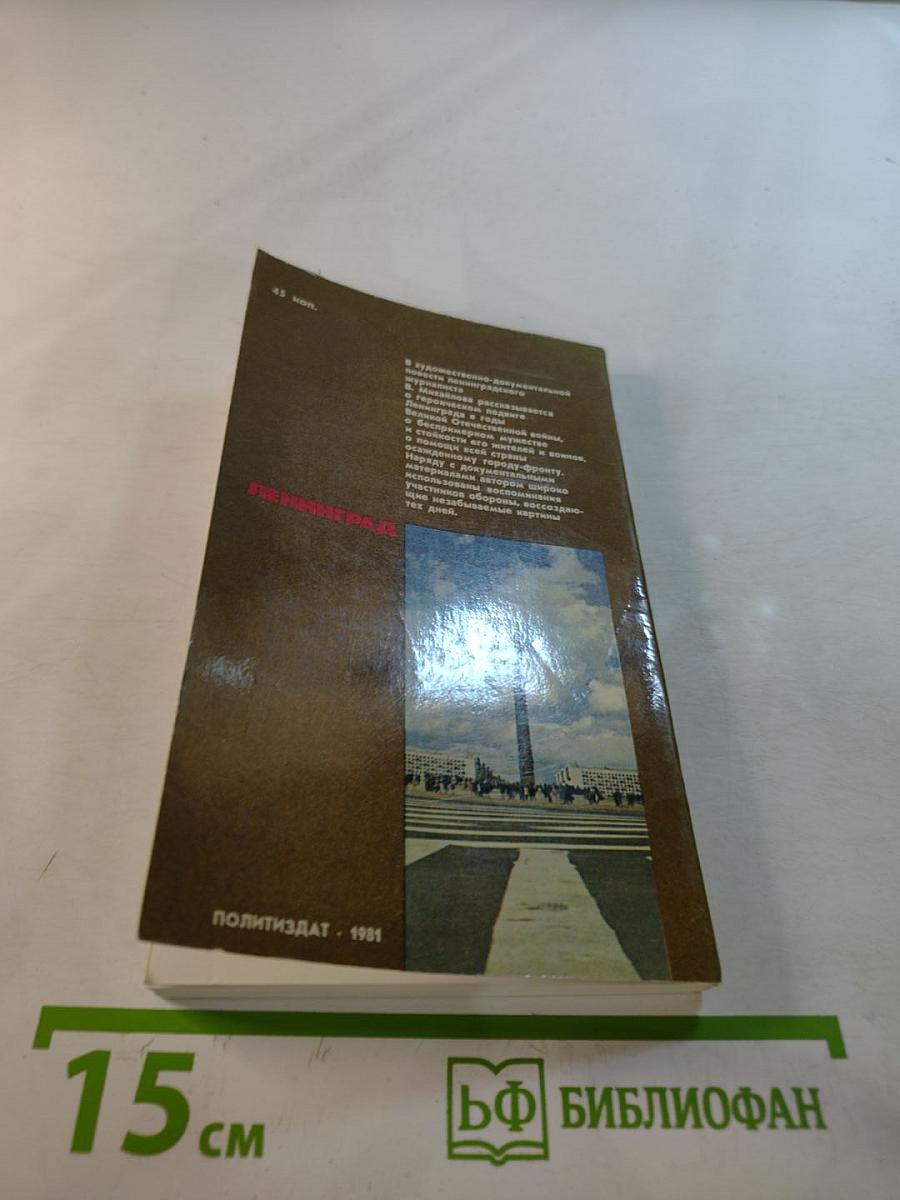 45 коп.
В художественно-документальной
повести ленинградского
журналиста
В. Михайлова рассказывается
о героическом подвиге
Ленинграда в годы
Великой Отечественной войны,
о беспримерном мужестве
и стойкости его жителей и воинов,
о помощи всей страны
осажденному городу-фронту.
Наряду с документальными
материалами автором широко
использованы воспоминания
участников обороны, воссоздаю-
щие незабываемые картины
тех дней.
ЛЕНИНГРАД
ПОЛИТИЗДАТ · 1981
15 см
ЬФ БИБЛИОФАН